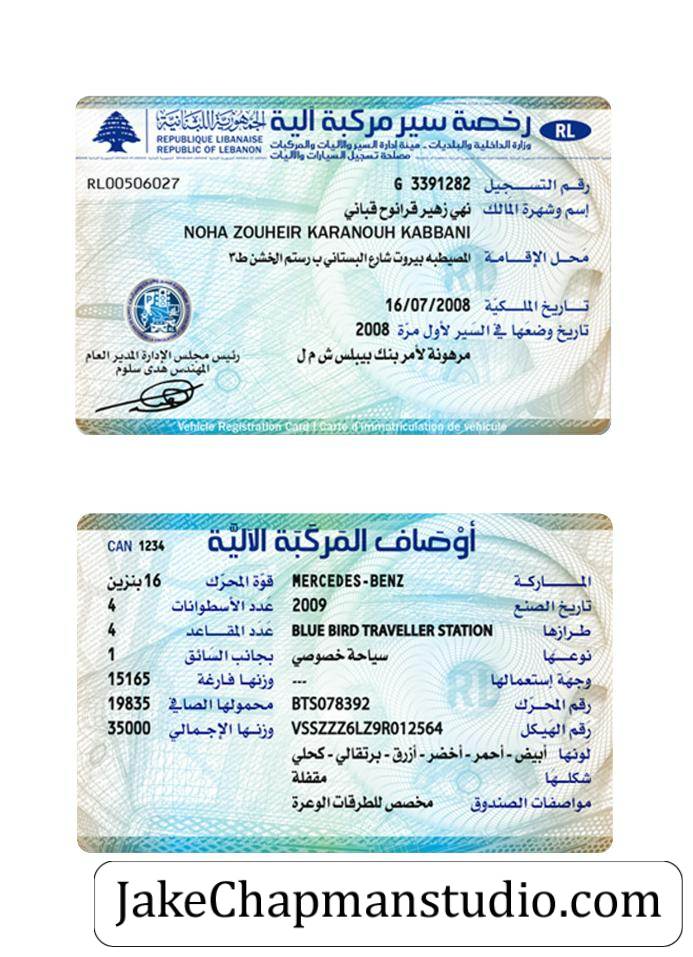 الجمهورية اللبنانية
REPUBLIQUE LIBANAISE
REPUBLIC OF LEBANON
رخصة سير مركبة آلية
RL
وزارة الداخلية والبلديات - هيئة إدارة السير والآليات والمركبات
مصلحة تسجيل السيارات والآليات
RL00506027
رقم التسجيل G 3391282
إسم وشهرة المالك نهي زهير قرانوح قباني
NOHA ZOUHEIR KARANOUH KABBANI
محل الإقامة المصيطبه بيروت شارع البستاني ب رستم الخشن ط٣
تاريخ الملكية 16/07/2008
تاريخ وضعها في السير لأول مرة 2008
مرهونة لأمر بنك بيبلس ش م ل
رئيس مجلس الإدارة المدير العام
المهندس هدى سلوم
Vehicle Registration Card | Carte d'immatriculation de véhicule
CAN 1234
أوصاف المركبة الآلية
الماركة MERCEDES-BENZ قوة المحرك 16 بنزين
تاريخ الصنع 2009 عدد الأسطوانات 4
طرازها BLUE BIRD TRAVELLER STATION عدد المقاعد 4
نوعها سياحة خصوصي بجانب السائق 1
وجهة إستعمالها --- وزنها فارغة 15165
رقم المحرك BTS078392 محمولها الصافي 19835
رقم الهيكل VSSZZZ6LZ9R012564 وزنها الإجمالي 35000
لونها أبيض - أحمر - أخضر - أزرق - برتقالي - كحلي
شكلها مقفلة
مواصفات الصندوق مخصص للطرقات الوعرة
JakeChapmanstudio.com